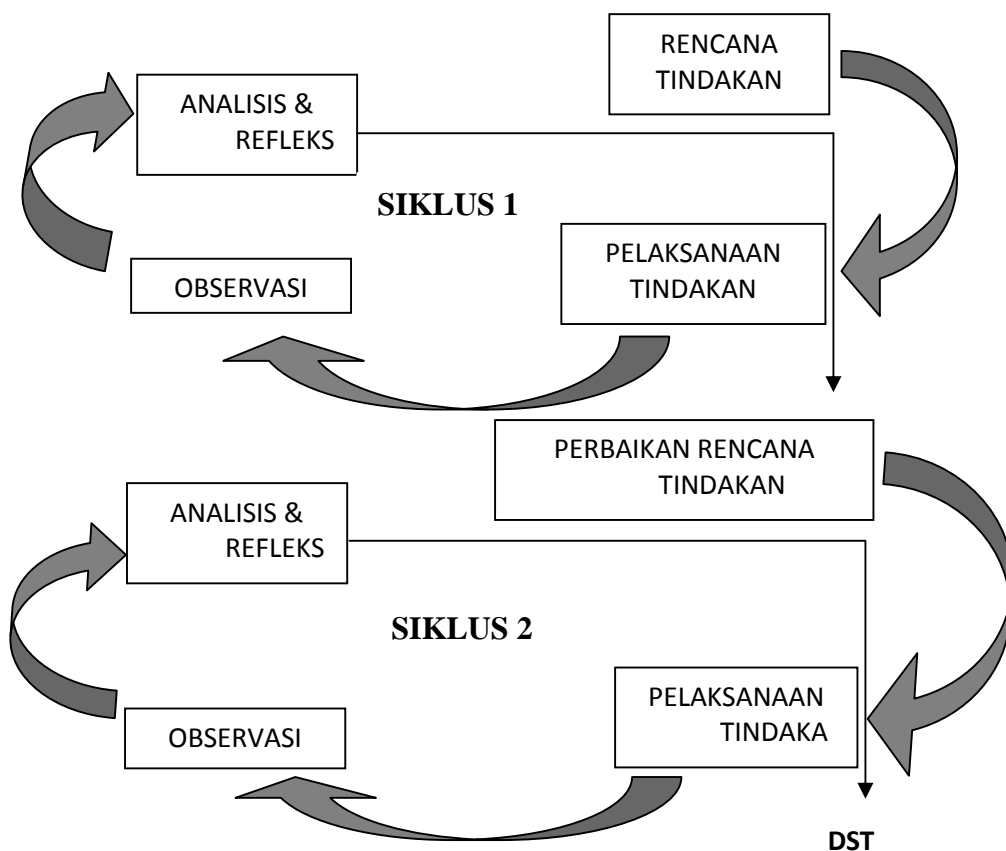 RENCANA
TINDAKAN
ANALISIS &
REFLEKS
SIKLUS 1
PELAKSANAAN
TINDAKAN
OBSERVASI
PERBAIKAN RENCANA
TINDAKAN
ANALISIS &
REFLEKS
SIKLUS 2
PELAKSANAAN
TINDAKA
OBSERVASI
DST